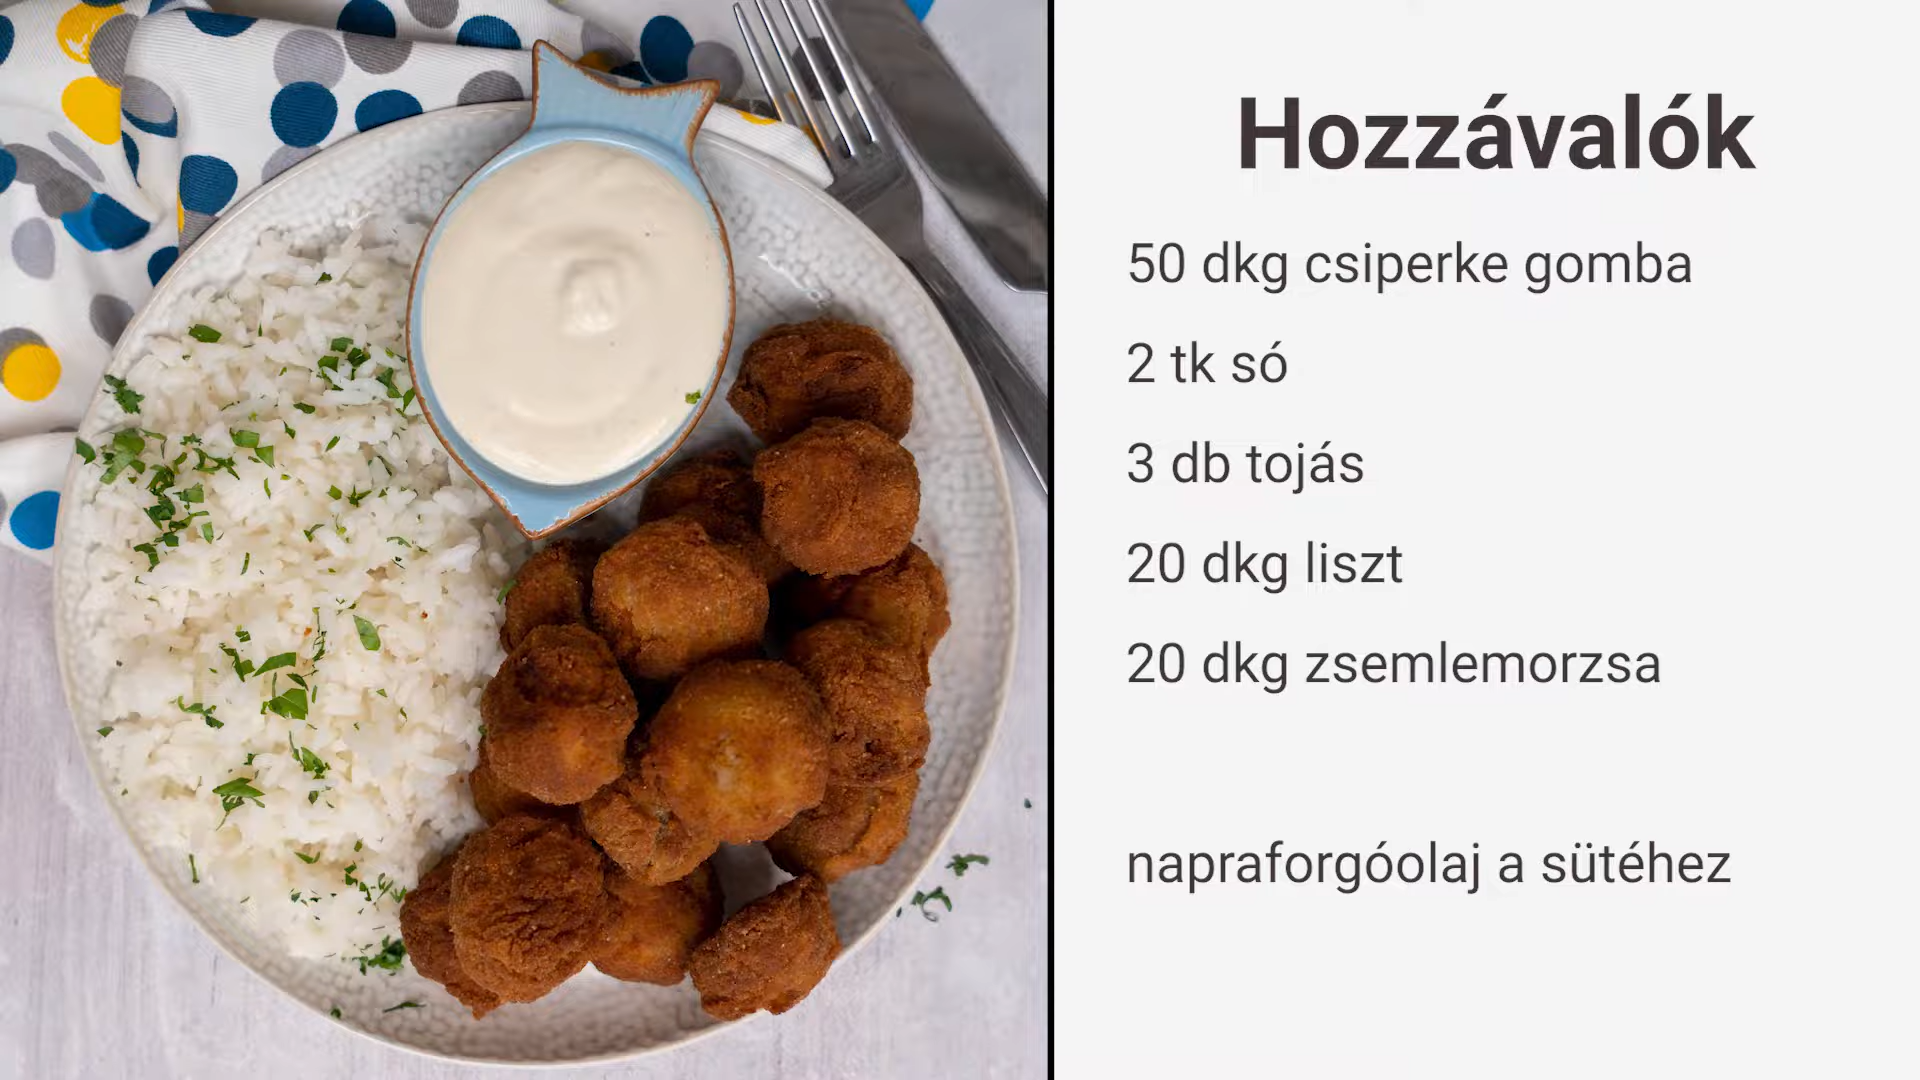 Hozzávalók
50 dkg csiperke gomba
2 tk só
3 db tojás
20 dkg liszt
20 dkg zsemlemorzsa
napraforgóolaj a sütéhez